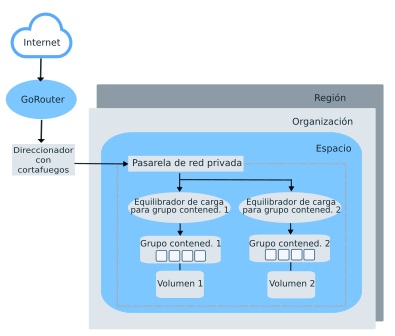 Internet
GoRouter
Región
Organización
Direccionador
con
cortafuegos
Espacio
Pasarela de red privada
Equilibrador de carga
para grupo contened. 1
Equilibrador de carga
para grupo contened. 2
Grupo contened. 1
Grupo contened. 2
Volumen 1
Volumen 2